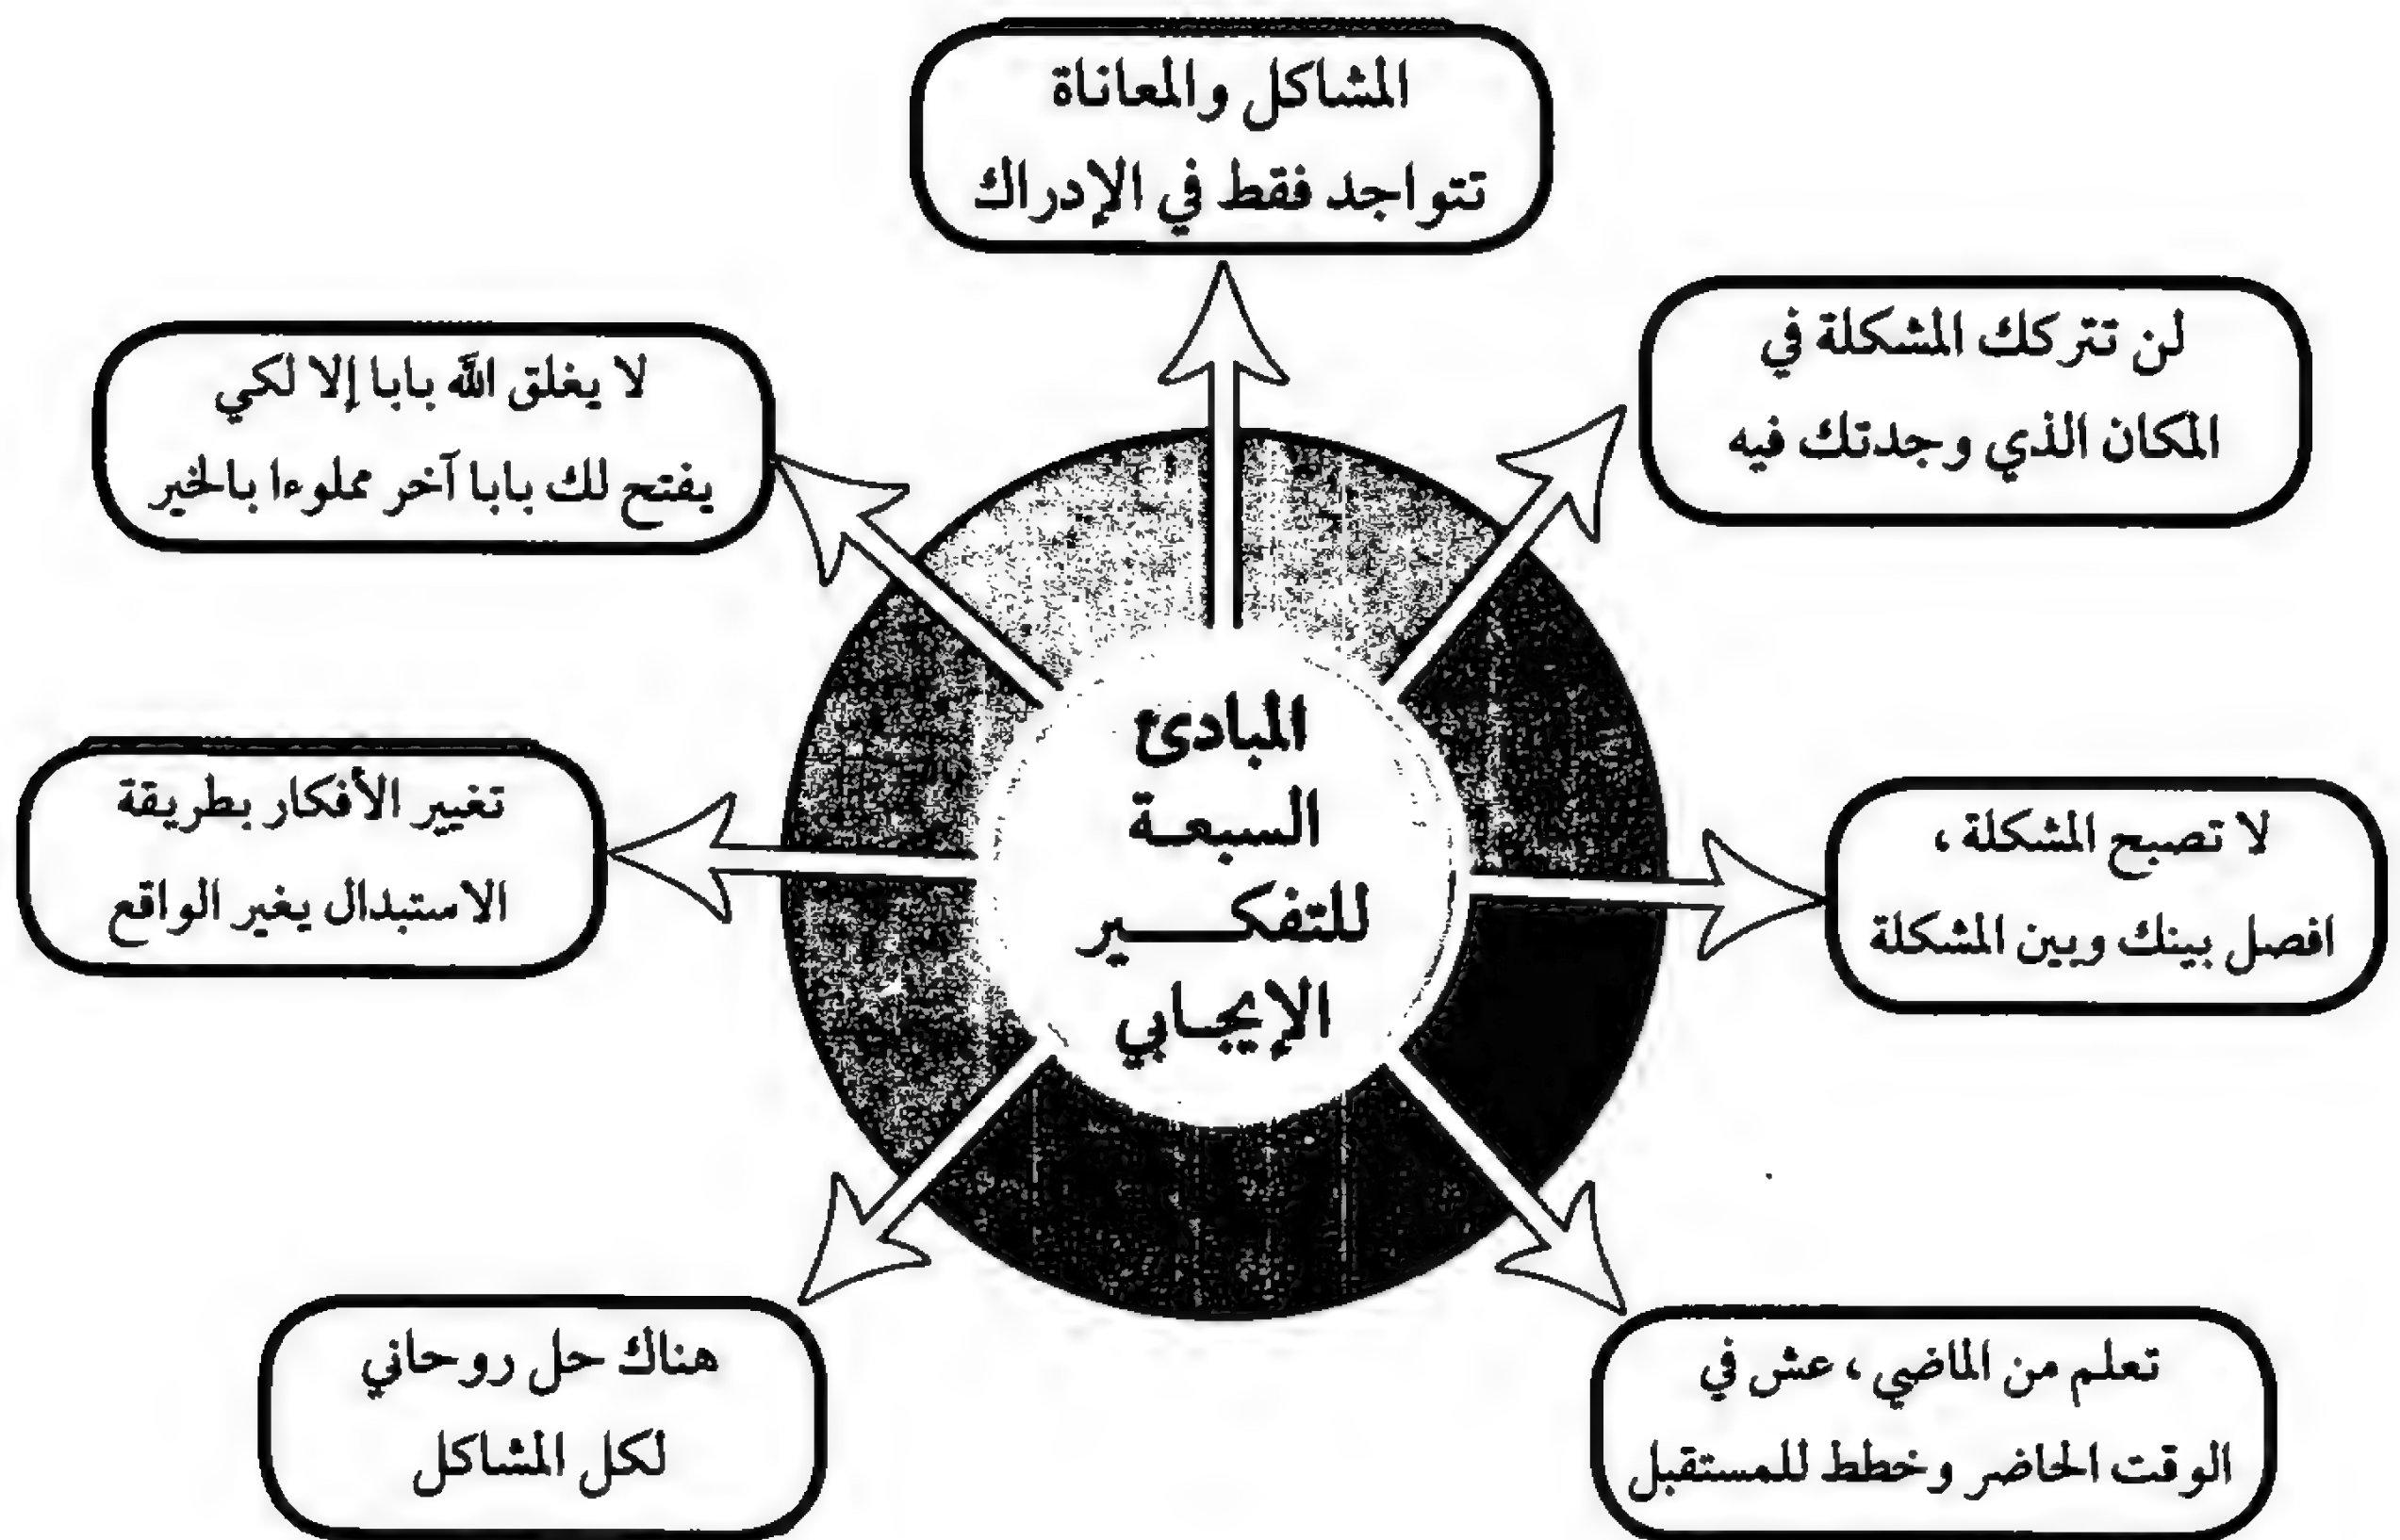 المشاكل والمعاناة
تتواجد فقط في الإدراك
لن تتركك المشكلة في
المكان الذي وجدتك فيه
لا تصبح المشكلة ،
افصل بينك وبين المشكلة
تعلم من الماضي ، عش في
الوقت الحاضر وخطط للمستقبل
هناك حل روحاني
لكل المشاكل
تغيير الأفكار بطريقة
الاستبدال يغير الواقع
لا يغلق الله بابا إلا لكي
يفتح لك بابا آخر مملوءا بالخير
المبادئ
السبعة
للتفكير
الإيجابي